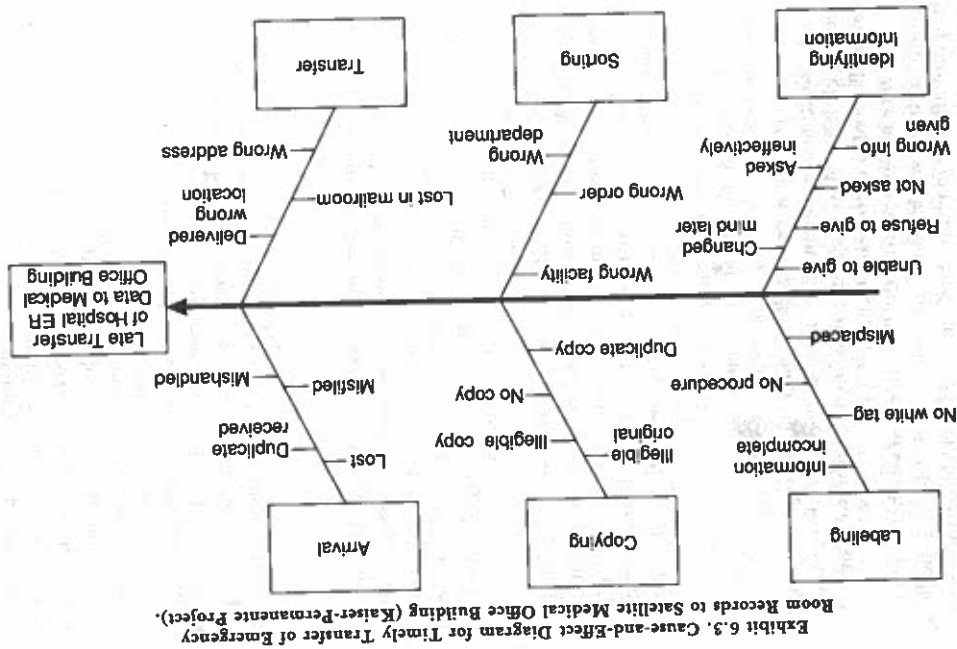 Exhibit 6.3. Cause-and-Effect Diagram for Timely Transfer of Emergency
Room Records to Satellite Medical Office Building (Kaiser-Permanente Project).
Labeling
Information
incomplete
No white tag
No procedure
Misplaced
Copying
Illegible
original
Illegible copy
No copy
Duplicate copy
Arrival
Lost
Duplicate
received
Misfiled
Mishandled
Late Transfer
of Hospital ER
Data to Medical
Office Building
Unable to give
Changed
mind later
Refuse to give
Not asked
Asked
ineffectively
Wrong Info
given
Identifying
Information
Wrong facility
Wrong order
Wrong
department
Sorting
Delivered
wrong
location
Lost in mailroom
Wrong address
Transfer